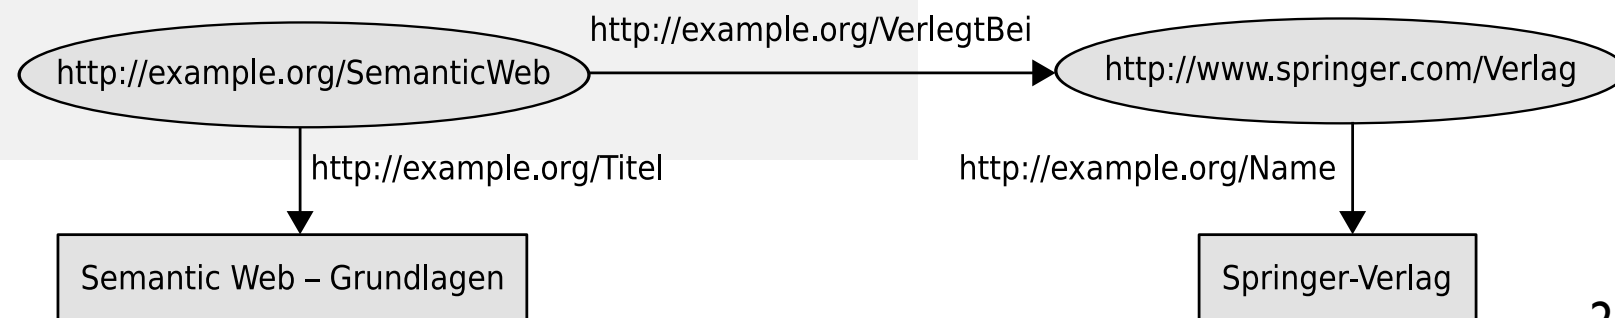 http://example.org/VerlegtBei
http://example.org/SemanticWeb
http://www.springer.com/Verlag
http://example.org/Titel
http://example.org/Name
Semantic Web – Grundlagen
Springer-Verlag